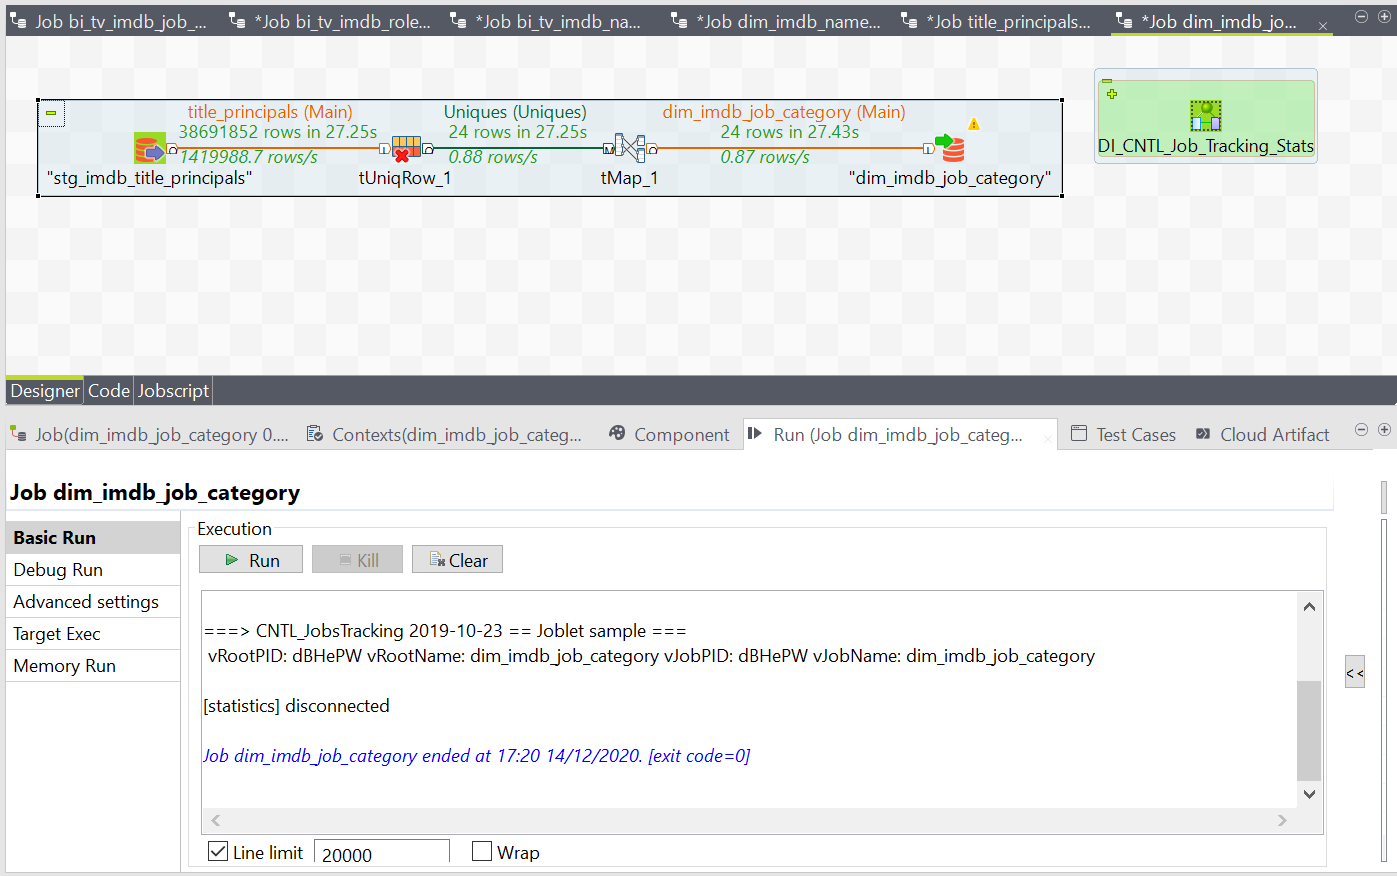 Job bi_tv_imdb_job_... *Job bi_tv_imdb_role... *Job bi_tv_imdb_na... *Job dim_imdb_name... *Job title_principals... *Job dim_imdb_jo...
title_principals (Main) Uniques (Uniques) dim_imdb_job_category (Main)
38691852 rows in 27.25s 24 rows in 27.25s 24 rows in 27.43s
1419988.7 rows/s 0.88 rows/s 0.87 rows/s
"stg_imdb_title_principals" tUniqRow_1 tMap_1 "dim_imdb_job_category"
DI_CNTL_Job_Tracking_Stats
Designer Code Jobscript
Job(dim_imdb_job_category 0.... Contexts(dim_imdb_job_categ... Component Run (Job dim_imdb_job_categ... Test Cases Cloud Artifact
Job dim_imdb_job_category
Basic Run
Debug Run
Advanced settings
Target Exec
Memory Run
Execution
Run Kill Clear
===> CNTL_JobsTracking 2019-10-23 == Joblet sample ===
vRootPID: dBHePW vRootName: dim_imdb_job_category vJobPID: dBHePW vJobName: dim_imdb_job_category
[statistics] disconnected
Job dim_imdb_job_category ended at 17:20 14/12/2020. [exit code=0]
<<
Line limit 20000 Wrap